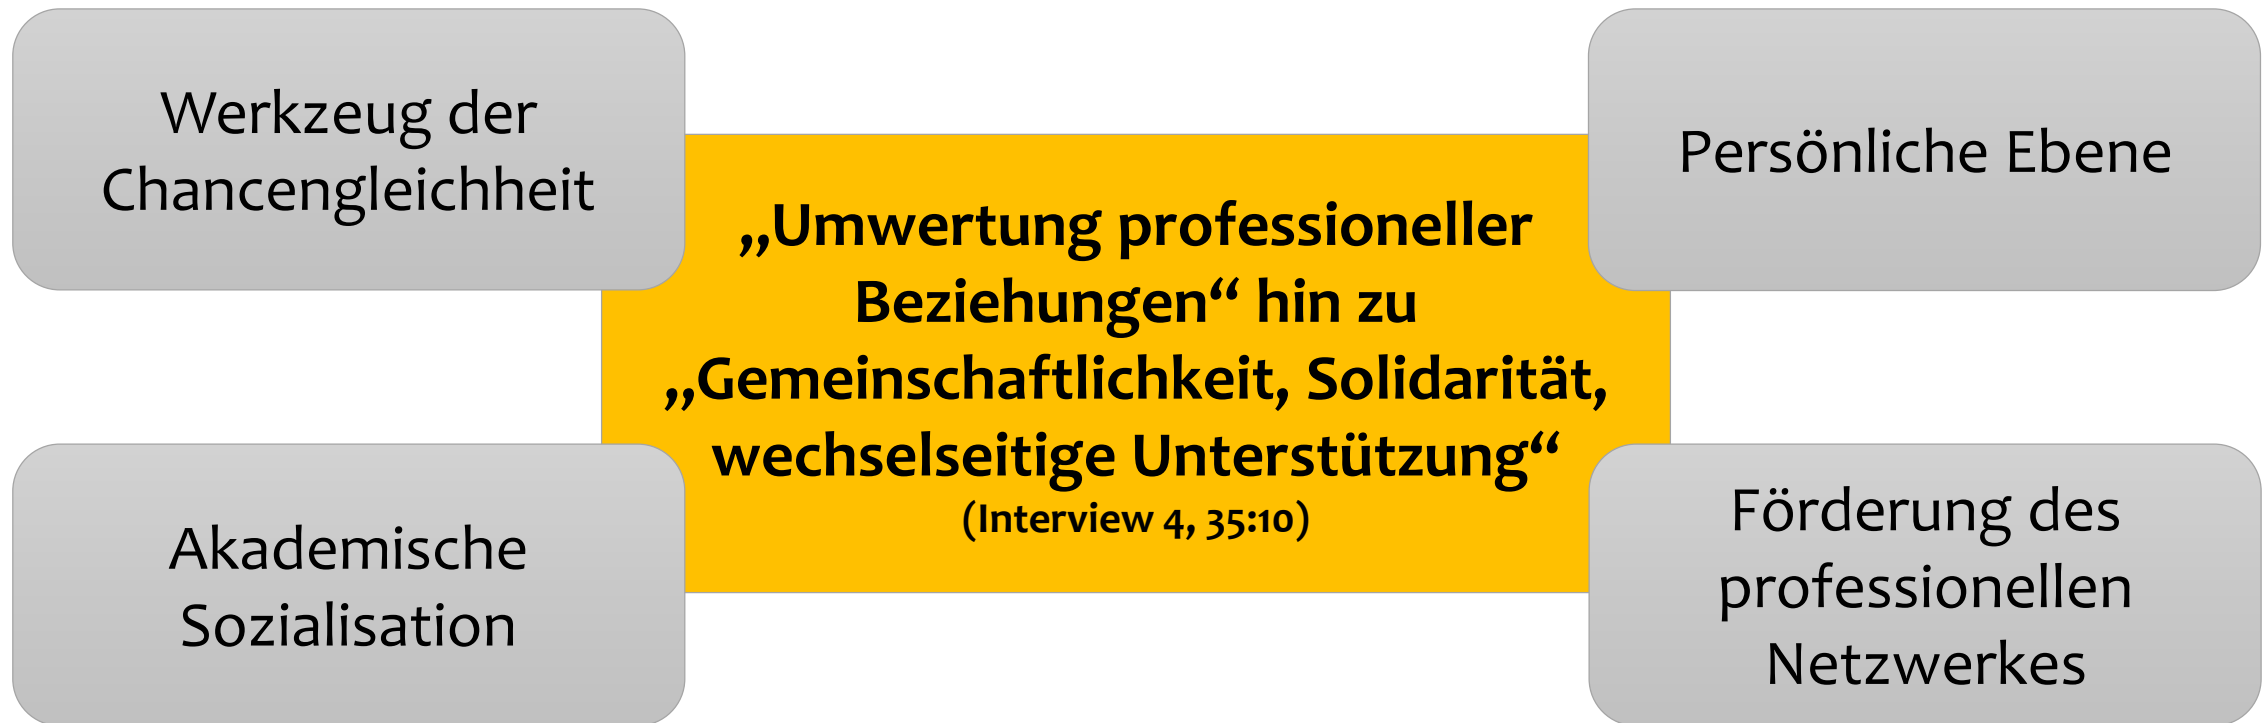 Werkzeug der
Chancengleichheit
Persönliche Ebene
„Umwertung professioneller
Beziehungen“ hin zu
„Gemeinschaftlichkeit, Solidarität,
wechselseitige Unterstützung“
(Interview 4, 35:10)
Akademische
Sozialisation
Förderung des
professionellen
Netzwerkes